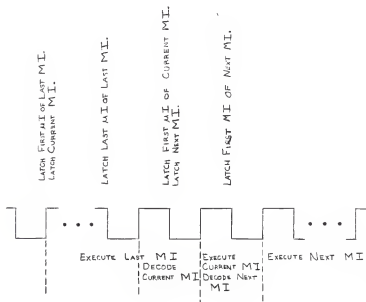 LATCH FIRST μI OF LAST MI.
LATCH CURRENT MI.
LATCH LAST μI OF LAST MI.
LATCH FIRST μI OF CURRENT MI.
LATCH NEXT MI.
LATCH FIRST MI OF NEXT MI.
EXECUTE LAST MI
DECODE
CURRENT MI
EXECUTE
CURRENT MI
DECODE NEXT
MI
EXECUTE NEXT MI